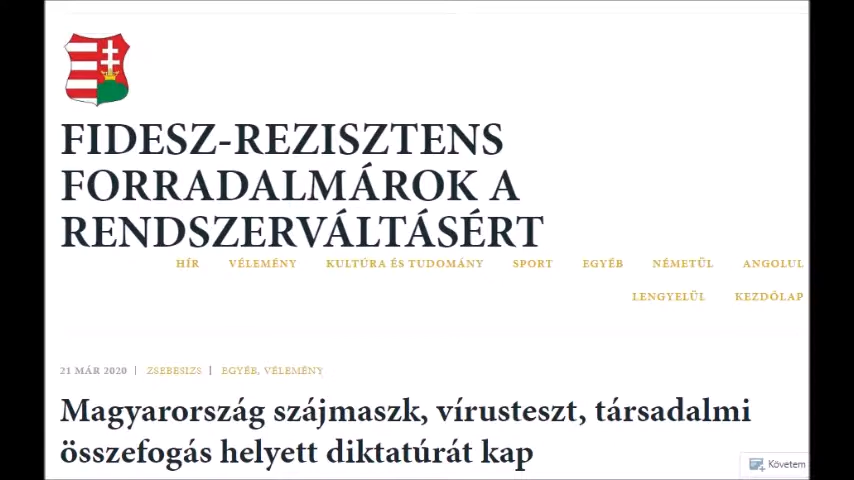 FIDESZ-REZISZTENS
FORRADALMÁROK A
RENDSZERVÁLTÁSÉRT
HÍR VÉLEMÉNY KULTÚRA ÉS TUDOMÁNY SPORT EGYÉB NÉMETÜL ANGOLUL
LENGYELÜL KEZDŐLAP
21 MÁR 2020 | ZSEBESIZS | EGYÉB, VÉLEMÉNY
Magyarország szájmaszk, vírusteszt, társadalmi
összefogás helyett diktatúrát kap
Követem